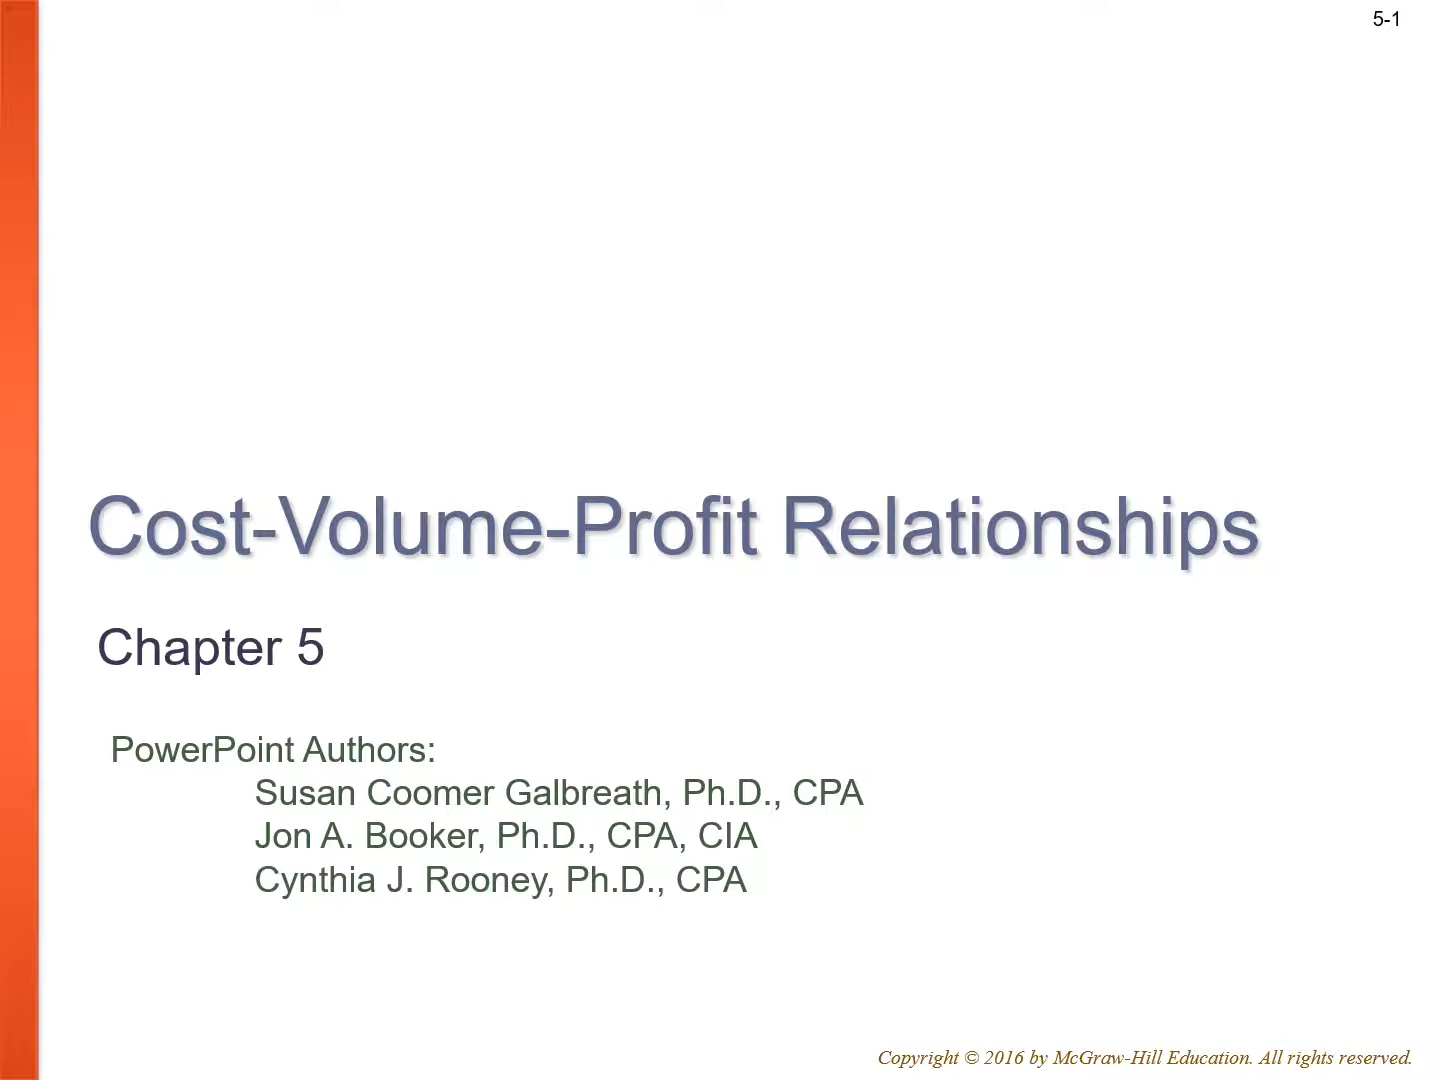 5-1
Cost-Volume-Profit Relationships
Chapter 5
PowerPoint Authors:
Susan Coomer Galbreath, Ph.D., CPA
Jon A. Booker, Ph.D., CPA, CIA
Cynthia J. Rooney, Ph.D., CPA
Copyright © 2016 by McGraw-Hill Education. All rights reserved.